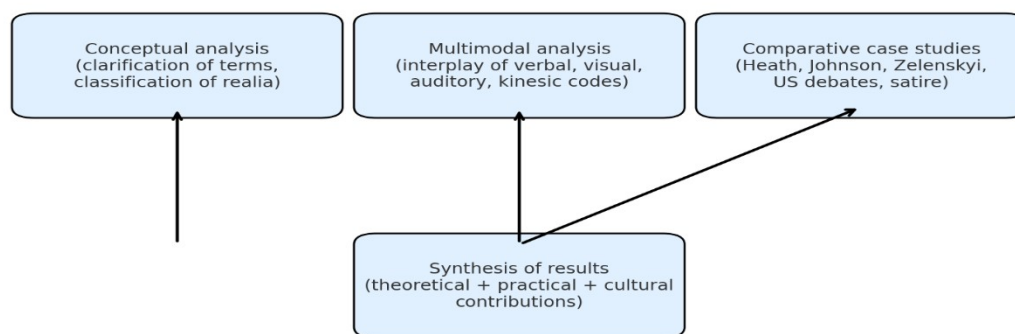 Conceptual analysis
(clarification of terms,
classification of realia)
Multimodal analysis
(interplay of verbal, visual,
auditory, kinesic codes)
Comparative case studies
(Heath, Johnson, Zelenskyi,
US debates, satire)
Synthesis of results
(theoretical + practical + cultural
contributions)